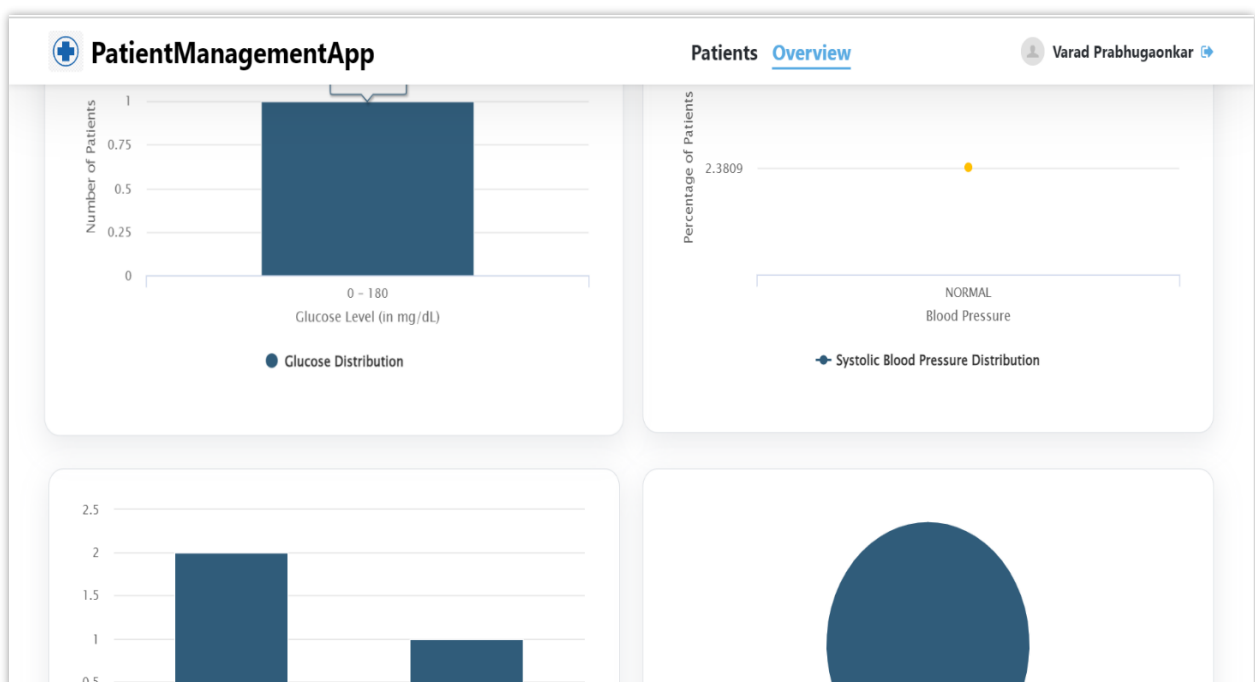 PatientManagementApp
Patients Overview
Varad Prabhugaonkar
Number of Patients
1
0.75
0.5
0.25
0
0 - 180
Glucose Level (in mg/dL)
Glucose Distribution
Percentage of Patients
2.3809
NORMAL
Blood Pressure
Systolic Blood Pressure Distribution
2.5
2
1.5
1
0.5